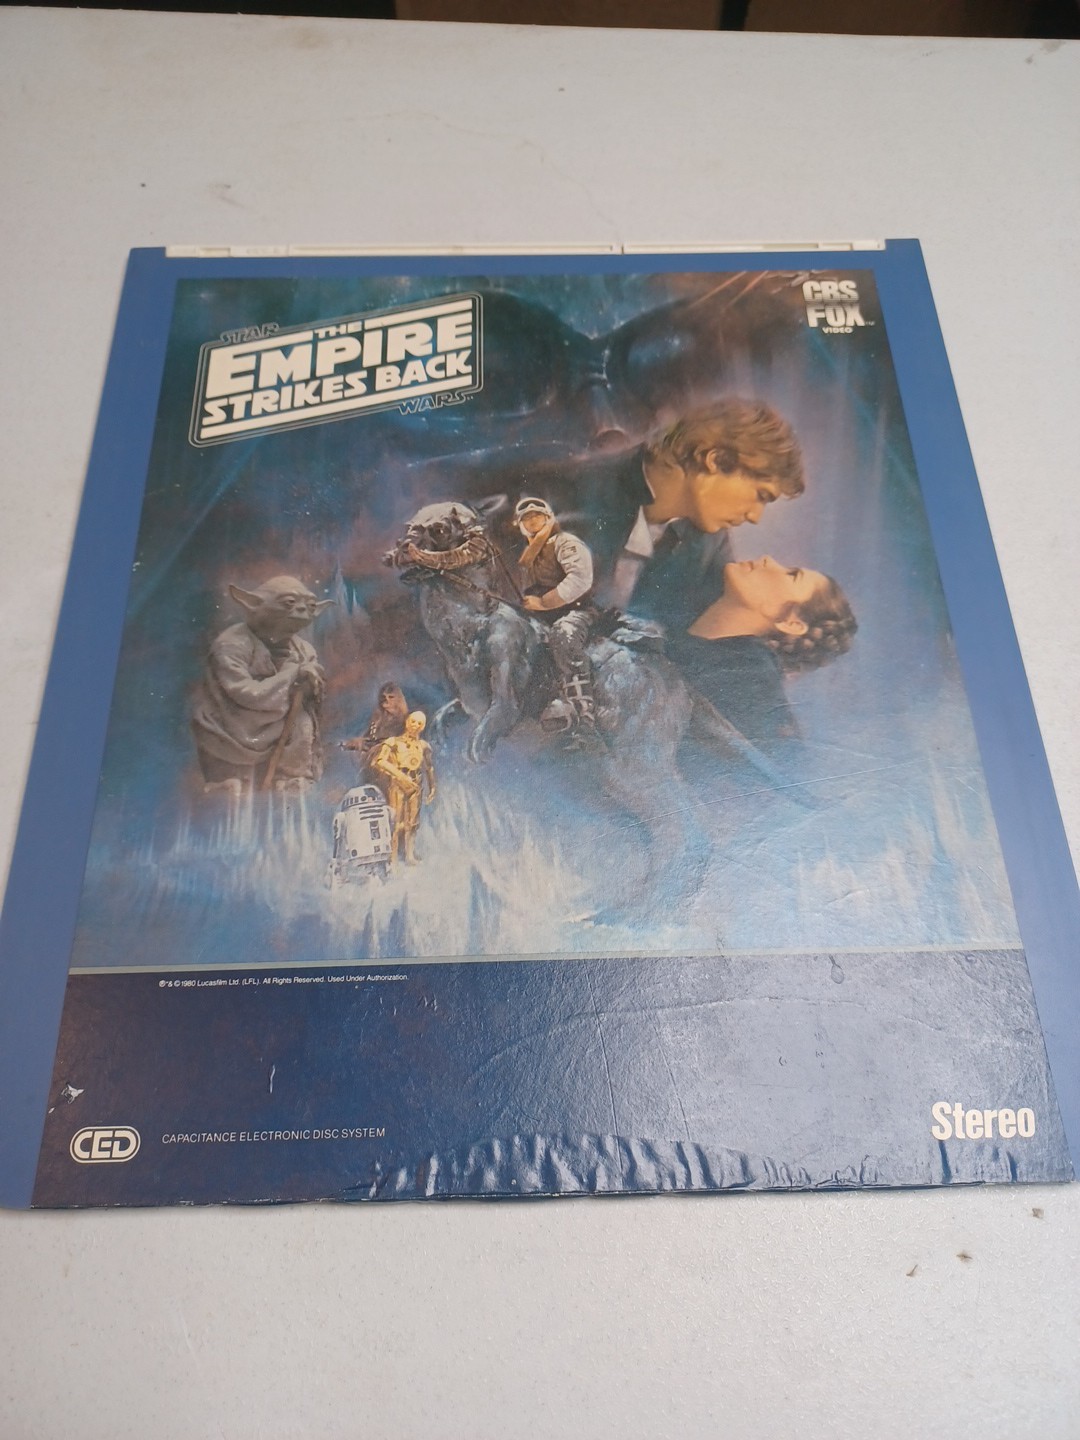 STAR
THE
EMPIRE
STRIKES BACK
WARS
CBS
FOX
VIDEO
℗™& © 1980 Lucasfilm Ltd. (LFL). All Rights Reserved. Used Under Authorization.
CED
CAPACITANCE ELECTRONIC DISC SYSTEM
Stereo